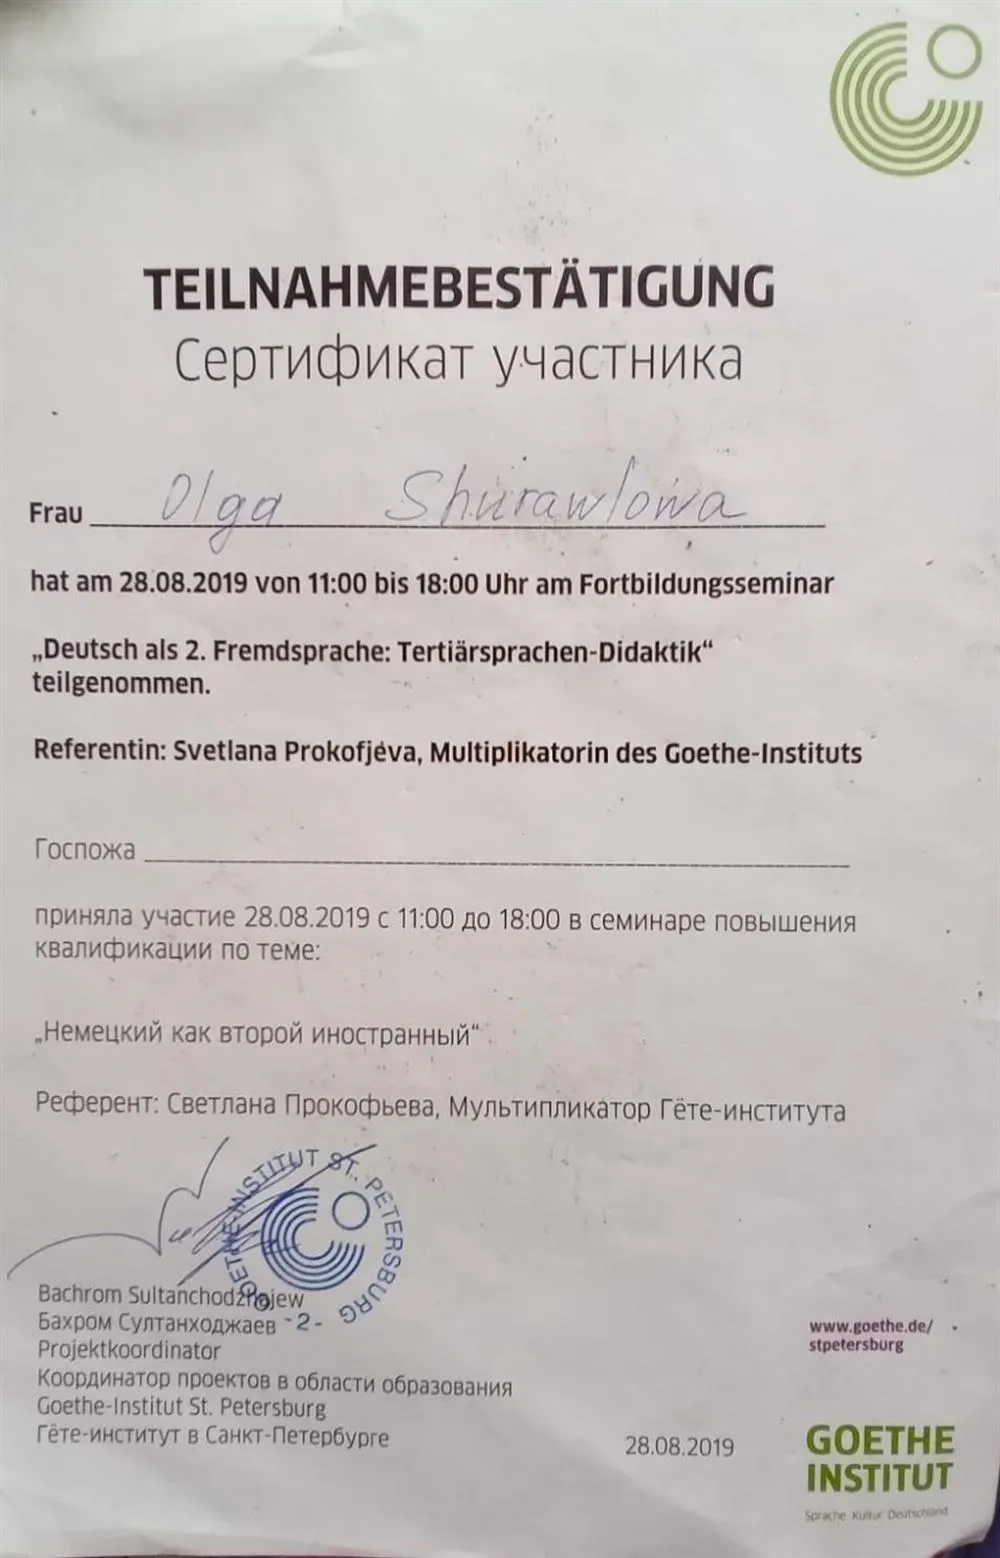 TEILNAHMEBESTÄTIGUNG
Сертификат участника
Frau Olga Shurawlowa
hat am 28.08.2019 von 11:00 bis 18:00 Uhr am Fortbildungsseminar
„Deutsch als 2. Fremdsprache: Tertiärsprachen-Didaktik“
teilgenommen.
Referentin: Svetlana Prokofjeva, Multiplikatorin des Goethe-Instituts
Госпожа
приняла участие 28.08.2019 с 11:00 до 18:00 в семинаре повышения
квалификации по теме:
„Немецкий как второй иностранный“
Референт: Светлана Прокофьева, Мультипликатор Гёте-института
GOETHE-INSTITUT ST. PETERSBURG
- 2 -
Bachrom Sultanchodzhojew
Бахром Султанходжаев
Projektkoordinator
Координатор проектов в области образования
Goethe-Institut St. Petersburg
Гёте-институт в Санкт-Петербурге
28.08.2019
www.goethe.de/
stpetersburg
GOETHE
INSTITUT
Sprache. Kultur. Deutschland.